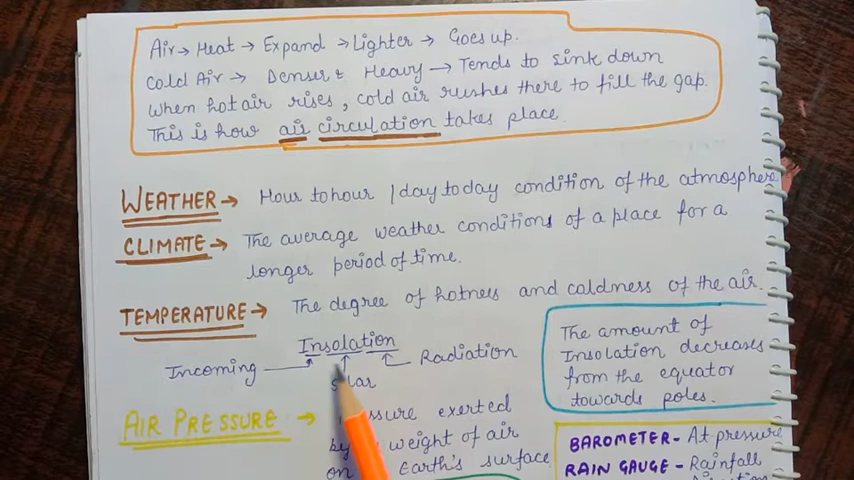 Air → Heat → Expand → Lighter → Goes up.
Cold Air → Denser & Heavy → Tends to sink down
when hot air rises, cold air rushes there to fill the gap.
This is how air circulation takes place.
WEATHER → Hour to hour / day to day condition of the atmosphere
CLIMATE → The average weather conditions of a place for a
longer period of time.
TEMPERATURE → The degree of hotness and coldness of the air.
Insolation
Incoming
Radiation
The amount of
Insolation decreases
from the equator
towards poles.
AIR PRESSURE →
exerted
weight of air
on Earth's surface
BAROMETER - At pressure
RAIN GAUGE - Rainfall